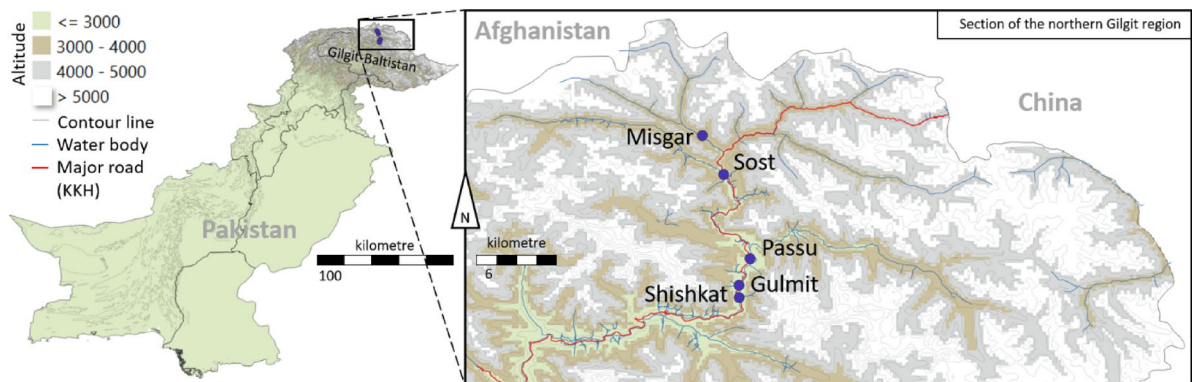 Altitude
<= 3000
3000 - 4000
4000 - 5000
> 5000
Contour line
Water body
Major road
(KKH)
Gilgit-Baltistan
Pakistan
kilometre
100
N
Section of the northern Gilgit region
Afghanistan
China
Misgar
Sost
Passu
Gulmit
Shishkat
kilometre
6